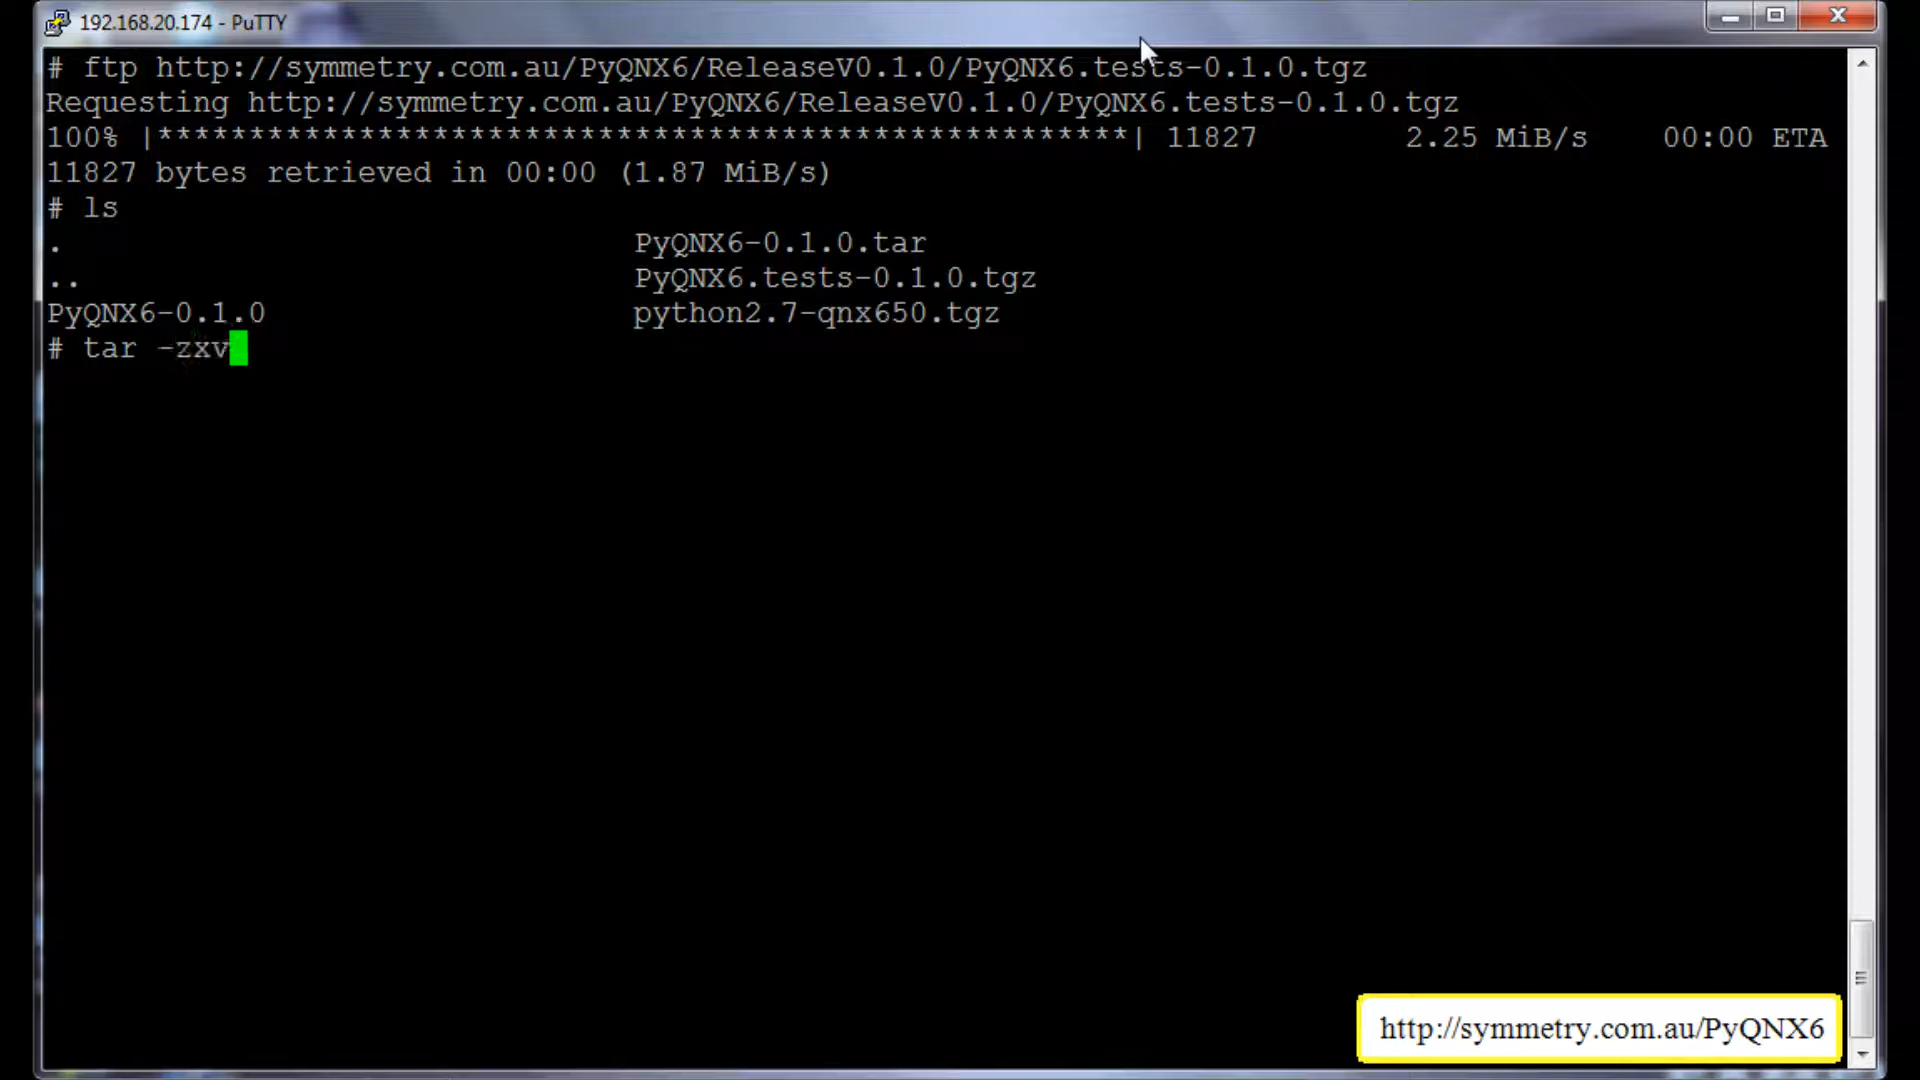 192.168.20.174 - PuTTY
# ftp http://symmetry.com.au/PyQNX6/ReleaseV0.1.0/PyQNX6.tests-0.1.0.tgz
Requesting http://symmetry.com.au/PyQNX6/ReleaseV0.1.0/PyQNX6.tests-0.1.0.tgz
100% |*****************************************************| 11827 2.25 MiB/s 00:00 ETA
11827 bytes retrieved in 00:00 (1.87 MiB/s)
# ls
. PyQNX6-0.1.0.tar
.. PyQNX6.tests-0.1.0.tgz
PyQNX6-0.1.0 python2.7-qnx650.tgz
# tar -zxv
http://symmetry.com.au/PyQNX6